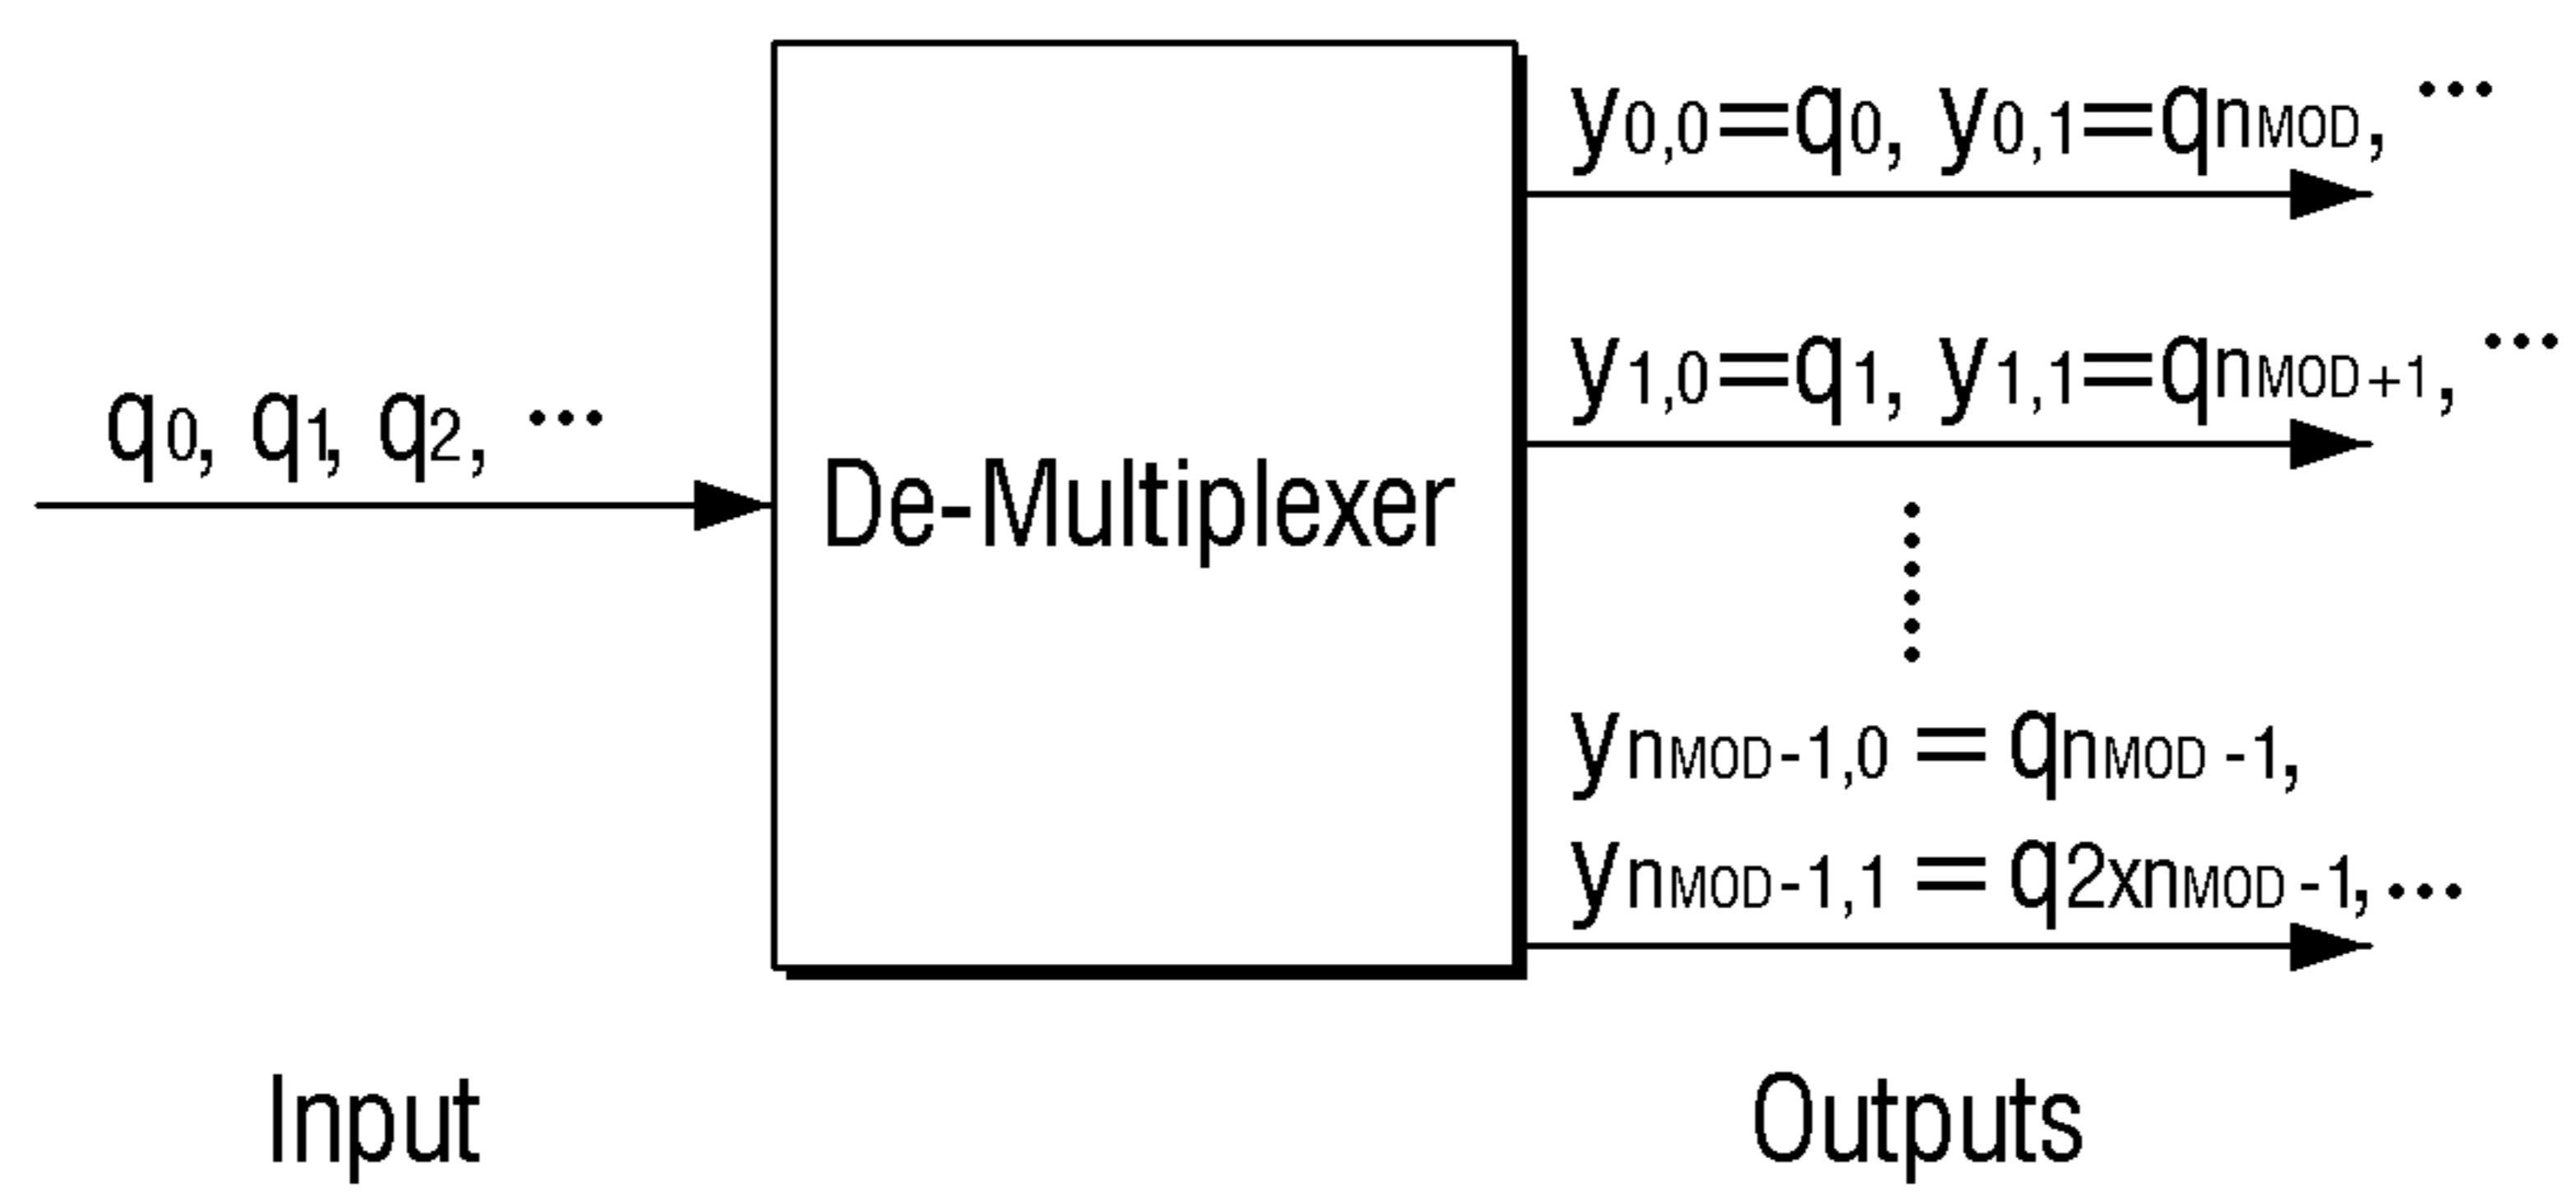 y0,0=q0, y0,1=qnMOD, ...
y1,0=q1, y1,1=qnMOD+1, ...
q0, q1, q2, ...
De-Multiplexer
ynMOD-1,0 = qnMOD-1,
ynMOD-1,1 = q2xnMOD-1, ...
Input
Outputs